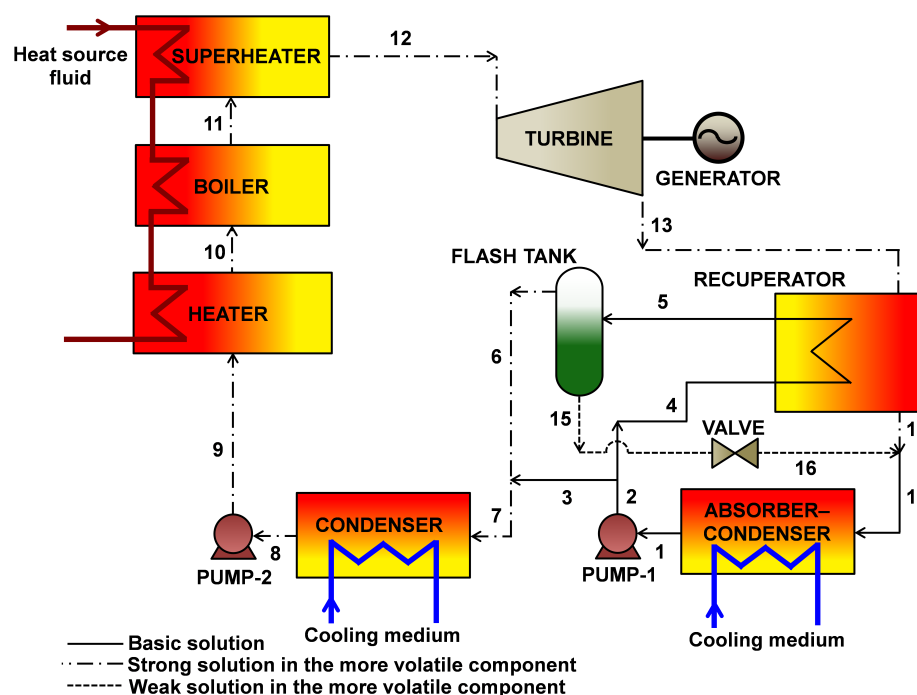 Heat source
fluid
SUPERHEATER
12
11
BOILER
10
HEATER
TURBINE
GENERATOR
13
FLASH TANK
RECUPERATOR
5
6
4
15
VALVE
1
16
9
3
2
7
1
CONDENSER
8
PUMP-2
ABSORBER–
CONDENSER
1
PUMP-1
Cooling medium
Cooling medium
Basic solution
Strong solution in the more volatile component
Weak solution in the more volatile component